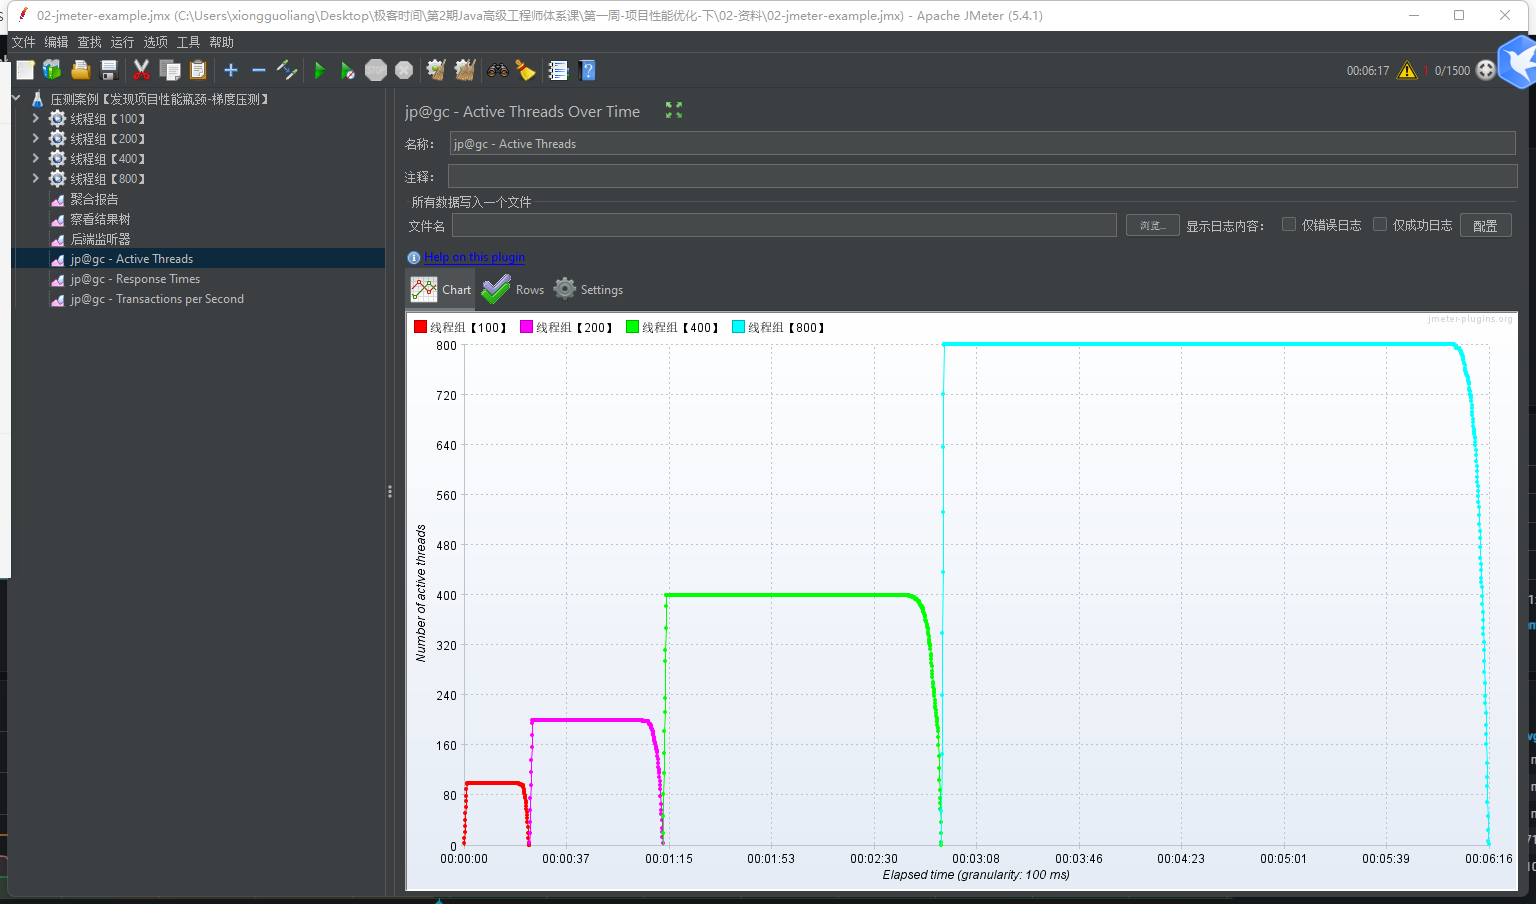 02-jmeter-example.jmx (C:\Users\xiongguoliang\Desktop\极客时间\第2期Java高级工程师体系课\第一周-项目性能优化-下\02-资料\02-jmeter-example.jmx) - Apache JMeter (5.4.1)
文件 编辑 查找 运行 选项 工具 帮助
STOP
00:06:17 1 0/1500
压测案例【发现项目性能瓶颈-梯度压测】
线程组【100】
线程组【200】
线程组【400】
线程组【800】
聚合报告
察看结果树
后端监听器
jp@gc - Active Threads
jp@gc - Response Times
jp@gc - Transactions per Second
jp@gc - Active Threads Over Time
名称： jp@gc - Active Threads
注释：
所有数据写入一个文件
文件名 浏览... 显示日志内容： 仅错误日志 仅成功日志 配置
Help on this plugin
Chart Rows Settings
jmeter-plugins.org
线程组【100】 线程组【200】 线程组【400】 线程组【800】
800
720
640
560
480
400
320
240
160
80
0
Number of active threads
00:00:00 00:00:37 00:01:15 00:01:53 00:02:30 00:03:08 00:03:46 00:04:23 00:05:01 00:05:39 00:06:16
Elapsed time (granularity: 100 ms)